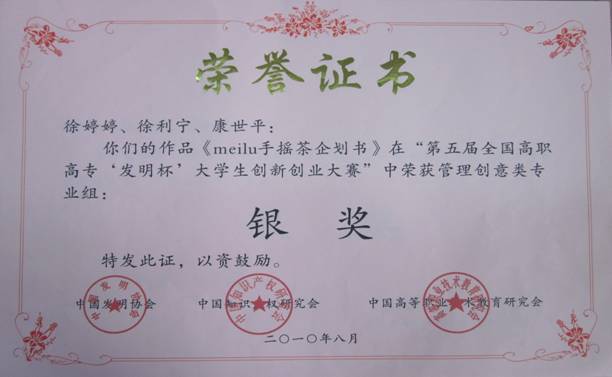 荣誉证书
徐婷婷、徐利宁、康世平：
你们的作品《meilu手摇茶企划书》在“第五届全国高职
高专‘发明杯’大学生创新创业大赛”中荣获管理创意类专
业组：
银 奖
特发此证，以资鼓励。
中国发明协会 中国知识产权研究会 中国高等职业技术教育研究会
二〇一〇年八月